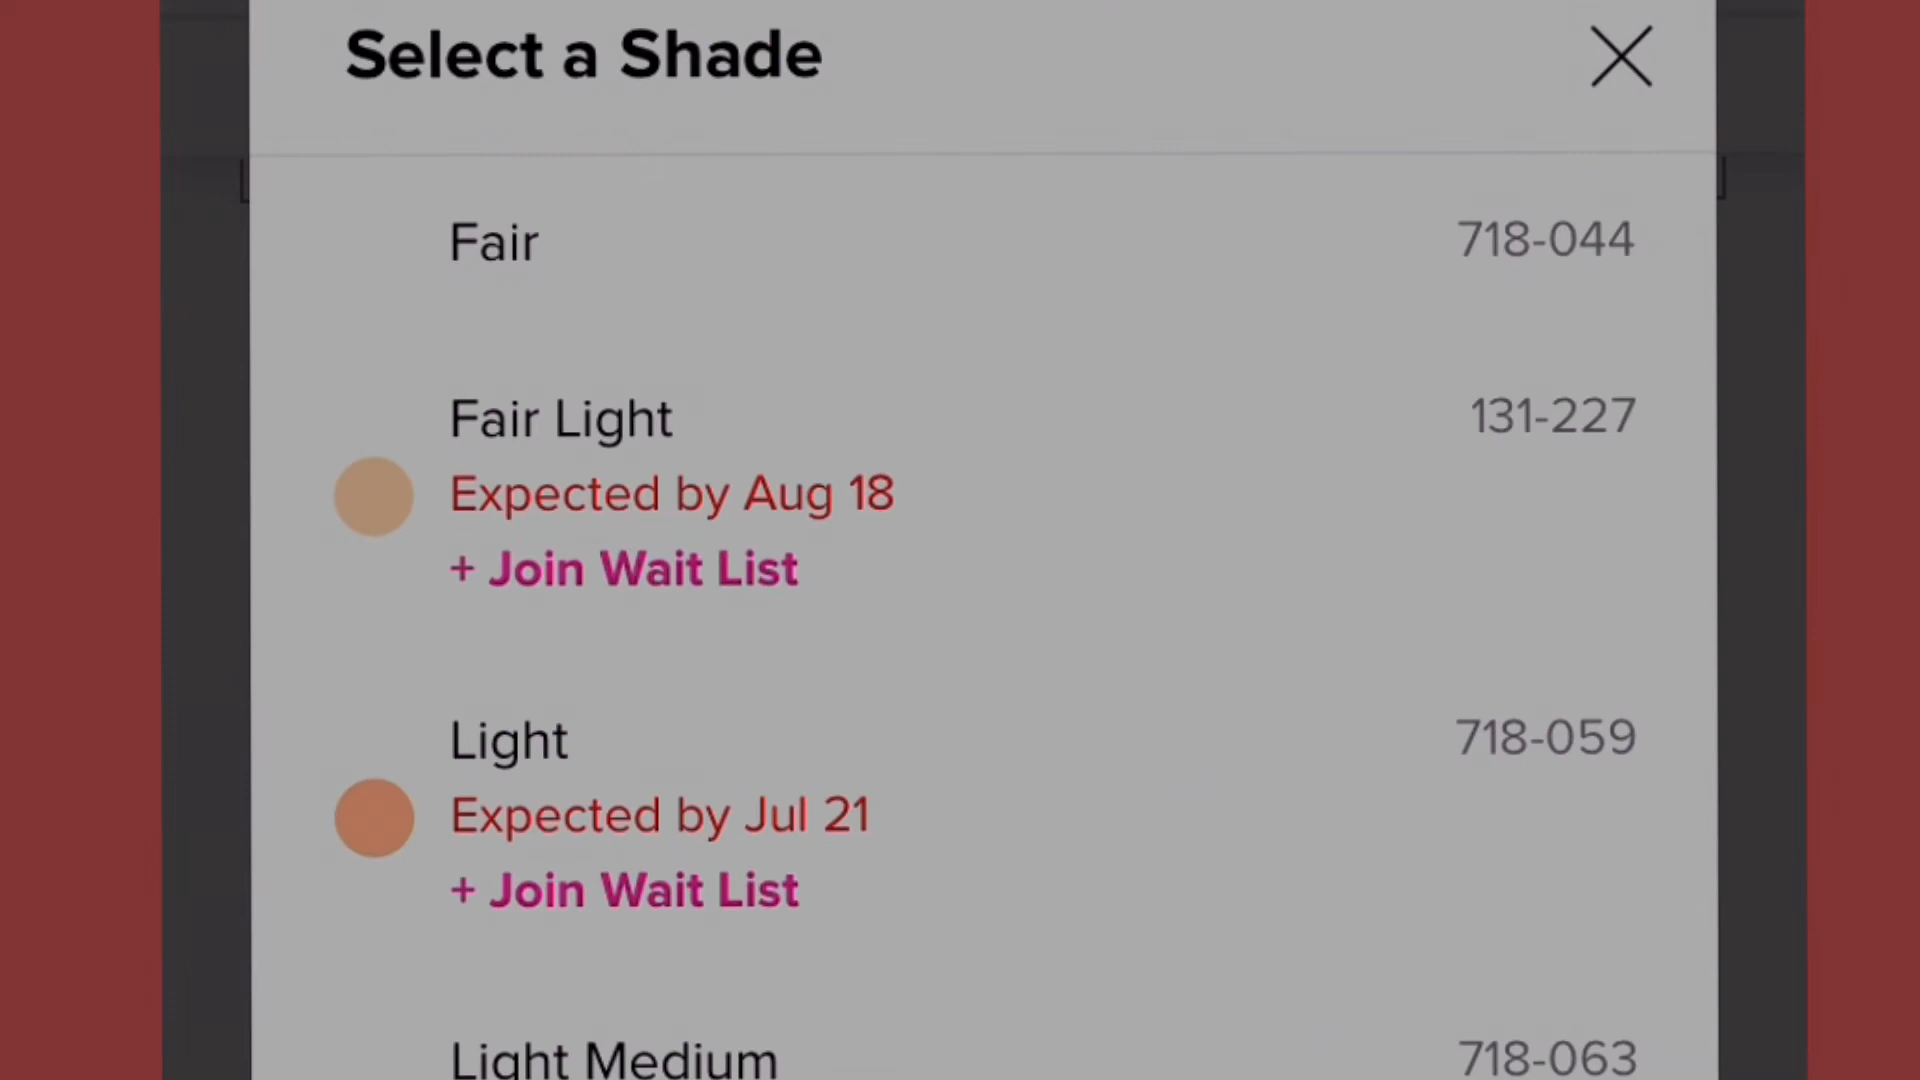 Select a Shade
Fair 718-044
Fair Light 131-227
Expected by Aug 18
+ Join Wait List
Light 718-059
Expected by Jul 21
+ Join Wait List
Light Medium 718-063